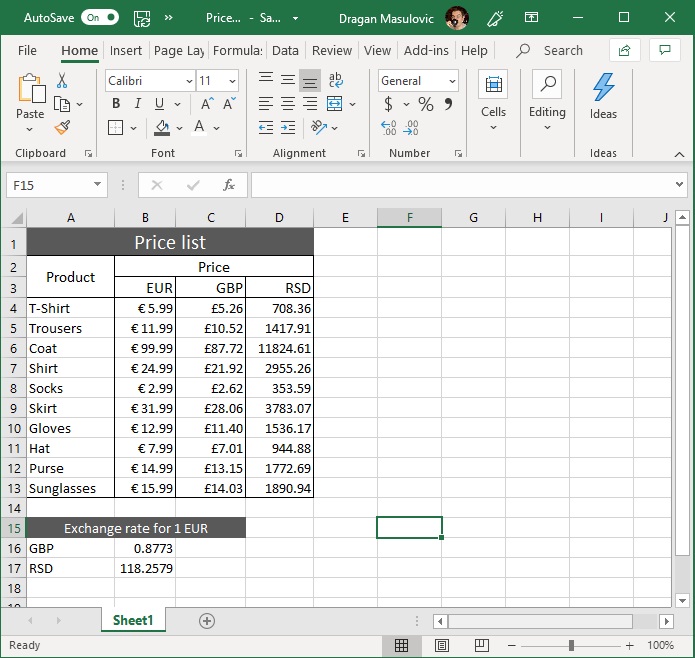 AutoSave On » Price... - Sa... Dragan Masulovic
File Home Insert Page Lay Formula: Data Review View Add-ins Help Search
Paste Calibri 11 ab General Cells Editing Ideas
B I U A A $ % 9
A
Clipboard Font Alignment Number Ideas
F15 fx
A B C D E F G H I J
1 Price list
2 Product Price
3 EUR GBP RSD
4 T-Shirt € 5.99 £5.26 708.36
5 Trousers € 11.99 £10.52 1417.91
6 Coat € 99.99 £87.72 11824.61
7 Shirt € 24.99 £21.92 2955.26
8 Socks € 2.99 £2.62 353.59
9 Skirt € 31.99 £28.06 3783.07
10 Gloves € 12.99 £11.40 1536.17
11 Hat € 7.99 £7.01 944.88
12 Purse € 14.99 £13.15 1772.69
13 Sunglasses € 15.99 £14.03 1890.94
14
15 Exchange rate for 1 EUR
16 GBP 0.8773
17 RSD 118.2579
18
Sheet1
Ready 100%